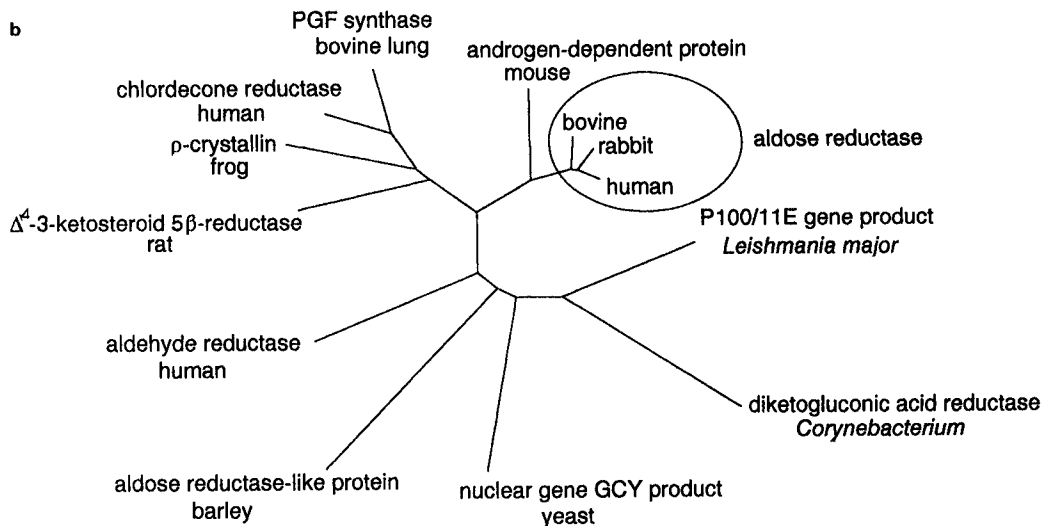 b
PGF synthase
bovine lung
androgen-dependent protein
mouse
chlordecone reductase
human
ρ-crystallin
frog
bovine
rabbit
human
aldose reductase
Δ⁴-3-ketosteroid 5β-reductase
rat
P100/11E gene product
Leishmania major
aldehyde reductase
human
diketogluconic acid reductase
Corynebacterium
aldose reductase-like protein
barley
nuclear gene GCY product
yeast